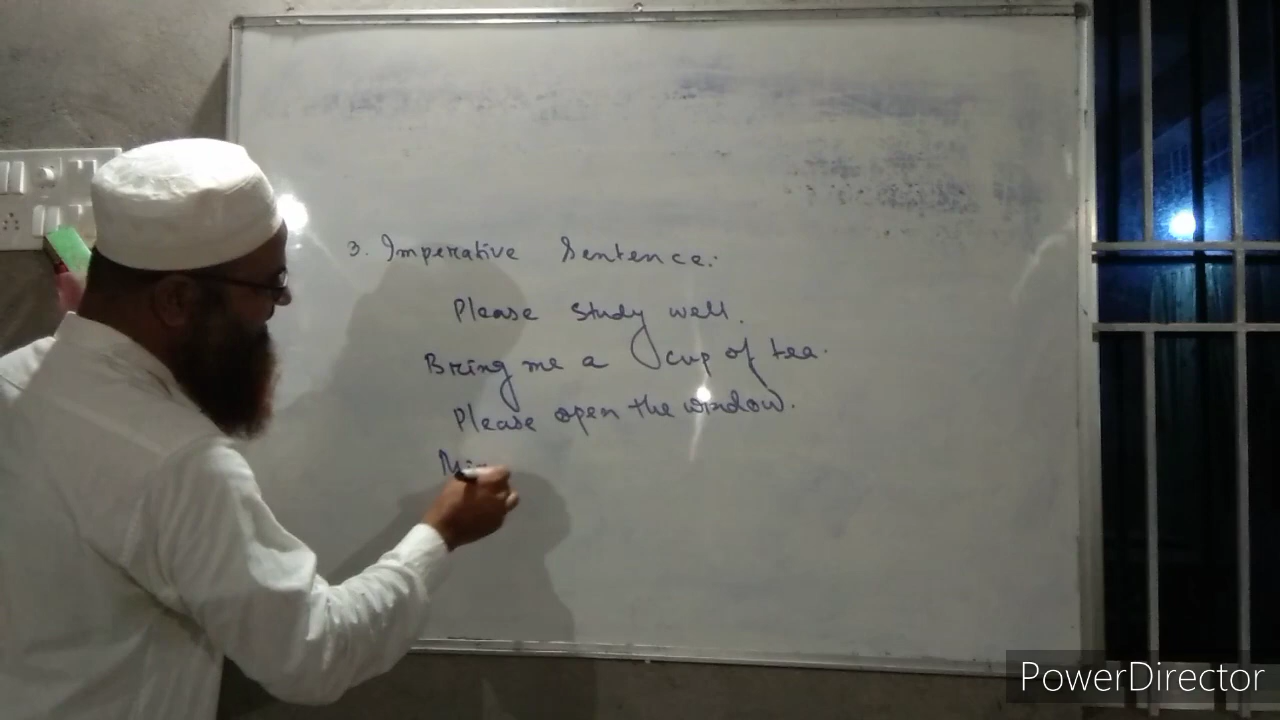 3. Imperative Sentence:
Please study well.
Bring me a cup of tea.
Please open the window.
PowerDirector